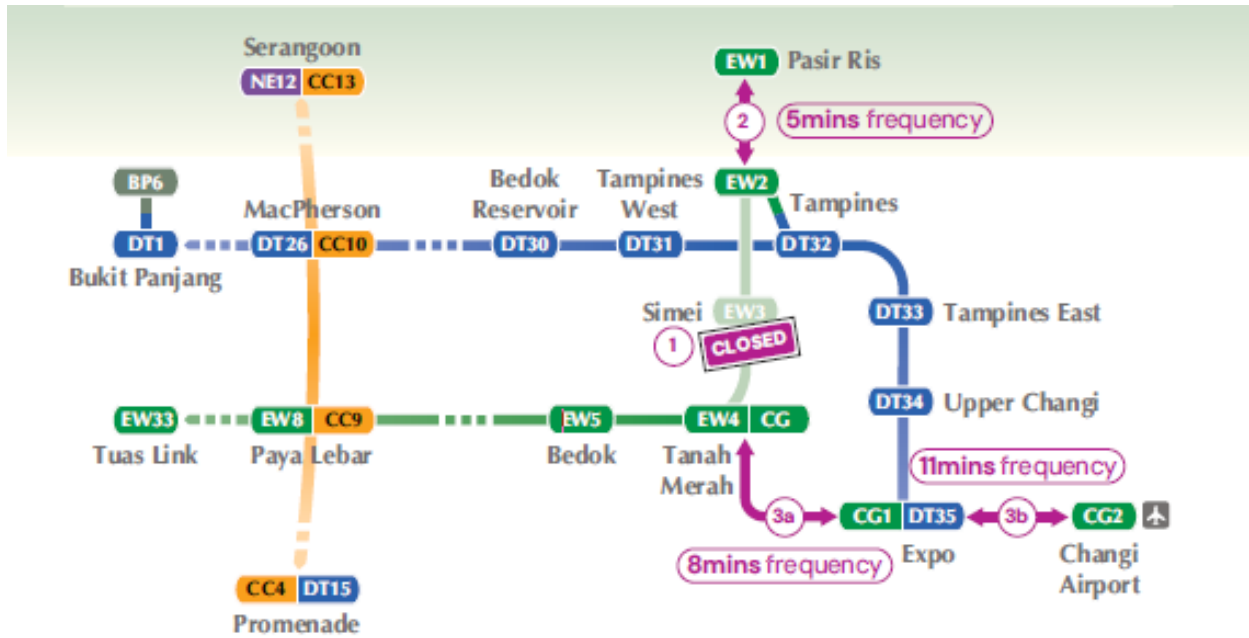 Serangoon
NE12 CC13
EW1 Pasir Ris
2 5mins frequency
BP6
EW2
Bedok
Reservoir
Tampines
West
Tampines
MacPherson
DT1
DT26 CC10
DT30
DT31
DT32
Bukit Panjang
Simei EW3
1 CLOSED
DT33 Tampines East
DT34 Upper Changi
EW33
EW8 CC9
EW5
EW4 CG
Tuas Link
Paya Lebar
Bedok
Tanah
Merah
11mins frequency
3a
CG1 DT35
3b
CG2
8mins frequency
Expo
Changi
Airport
CC4 DT15
Promenade